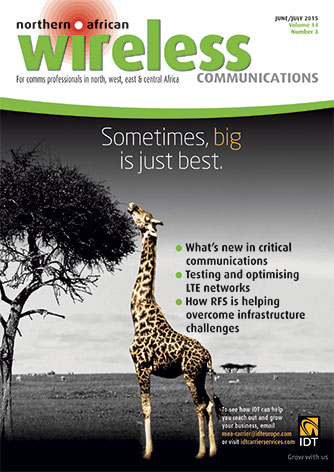 northern african
JUNE/JULY 2015
Volume 14
Number 3
wireless
For comms professionals in north, west, east & central Africa
COMMUNICATIONS
Sometimes, big
is just best.
• What's new in critical
communications
• Testing and optimising
LTE networks
• How RFS is helping
overcome infrastructure
challenges
To see how IDT can help
you reach out and grow
your business, email
mea-carrier@idteurope.com
or visit idtcarrierservices.com
IDT
Grow with us